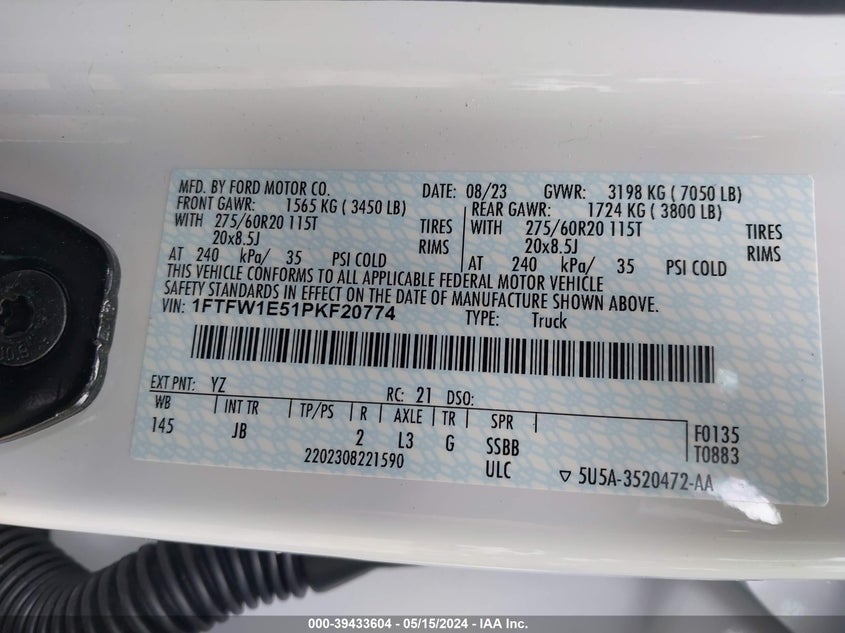 MFD. BY FORD MOTOR CO. DATE: 08/23 GVWR: 3198 KG ( 7050 LB)
FRONT GAWR: 1565 KG ( 3450 LB) REAR GAWR: 1724 KG ( 3800 LB)
WITH 275/60R20 115T TIRES WITH 275/60R20 115T TIRES
20x8.5J RIMS 20x8.5J RIMS
AT 240 kPa/ 35 PSI COLD AT 240 kPa/ 35 PSI COLD
THIS VEHICLE CONFORMS TO ALL APPLICABLE FEDERAL MOTOR VEHICLE
SAFETY STANDARDS IN EFFECT ON THE DATE OF MANUFACTURE SHOWN ABOVE.
VIN: 1FTFW1E51PKF20774 TYPE: Truck
EXT PNT: YZ RC: 21 DSO:
WB INT TR TP/PS R AXLE TR SPR F0135
145 JB 2 L3 G SSBB T0883
2202308221590 ULC ▽ 5U5A-3520472-AA
000-39433604 - 05/15/2024 - IAA Inc.